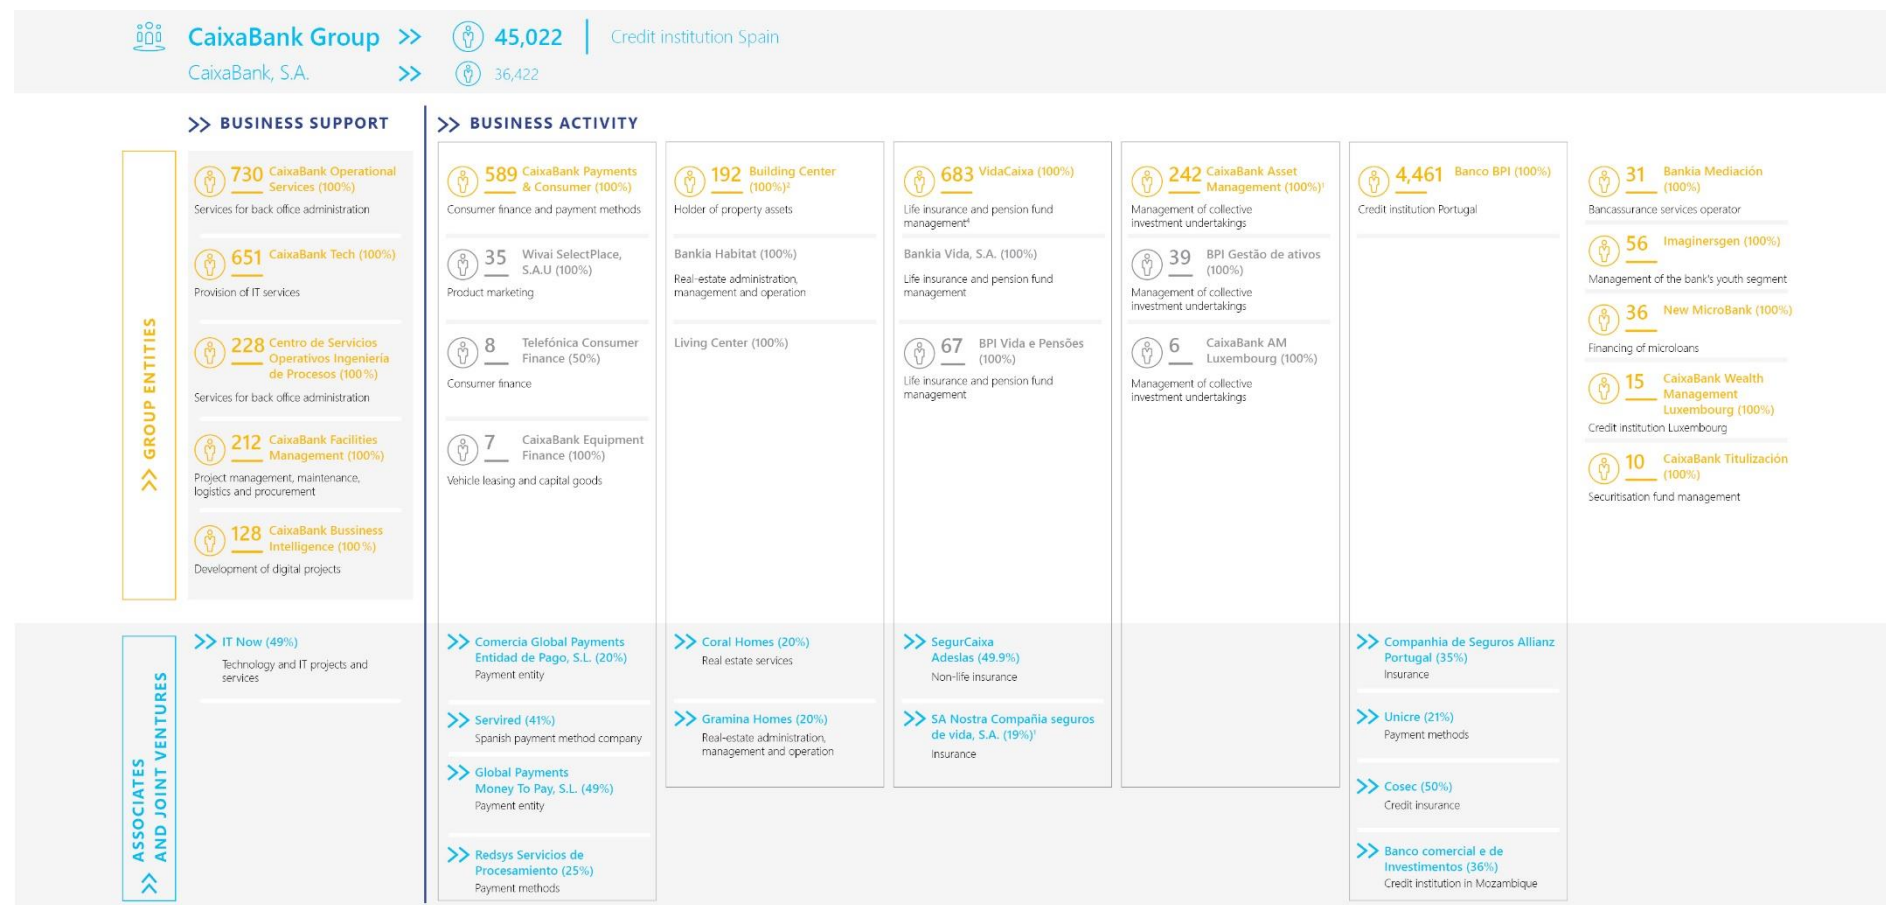 CaixaBank Group >> 45,022 | Credit institution Spain
CaixaBank, S.A. >> 36,422
>> BUSINESS SUPPORT
>> BUSINESS ACTIVITY
>> GROUP ENTITIES
730 CaixaBank Operational
Services (100%)
Services for back office administration
651 CaixaBank Tech (100%)
Provision of IT services
228 Centro de Servicios
Operativos Ingeniería
de Procesos (100%)
Services for back office administration
212 CaixaBank Facilities
Management (100%)
Project management, maintenance,
logistics and procurement
128 CaixaBank Bussiness
Intelligence (100%)
Development of digital projects
589 CaixaBank Payments
& Consumer (100%)
Consumer finance and payment methods
35 Wivai SelectPlace,
S.A.U (100%)
Product marketing
8 Telefónica Consumer
Finance (50%)
Consumer finance
7 CaixaBank Equipment
Finance (100%)
Vehicle leasing and capital goods
192 Building Center
(100%)²
Holder of property assets
Bankia Habitat (100%)
Real-estate administration,
management and operation
Living Center (100%)
683 VidaCaixa (100%)
Life insurance and pension fund
management⁴
Bankia Vida, S.A. (100%)
Life insurance and pension fund
management
67 BPI Vida e Pensões
(100%)
Life insurance and pension fund
management
242 CaixaBank Asset
Management (100%)¹
Management of collective
investment undertakings
39 BPI Gestão de ativos
(100%)
Management of collective
investment undertakings
6 CaixaBank AM
Luxembourg (100%)
Management of collective
investment undertakings
4,461 Banco BPI (100%)
Credit institution Portugal
31 Bankia Mediación
(100%)
Bancassurance services operator
56 Imaginersgen (100%)
Management of the bank's youth segment
36 New MicroBank (100%)
Financing of microloans
15 CaixaBank Wealth
Management
Luxembourg (100%)
Credit institution Luxembourg
10 CaixaBank Titulización
(100%)
Securitisation fund management
>> ASSOCIATES
AND JOINT VENTURES
>> IT Now (49%)
Technology and IT projects and
services
>> Comercia Global Payments
Entidad de Pago, S.L. (20%)
Payment entity
>> Servired (41%)
Spanish payment method company
>> Global Payments
Money To Pay, S.L. (49%)
Payment entity
>> Redsys Servicios de
Procesamiento (25%)
Payment methods
>> Coral Homes (20%)
Real estate services
>> Gramina Homes (20%)
Real-estate administration,
management and operation
>> SegurCaixa
Adeslas (49.9%)
Non-life insurance
>> SA Nostra Compañia seguros
de vida, S.A. (19%)¹
Insurance
>> Companhia de Seguros Allianz
Portugal (35%)
Insurance
>> Unicre (21%)
Payment methods
>> Cosec (50%)
Credit insurance
>> Banco comercial e de
Investimentos (36%)
Credit institution in Mozambique